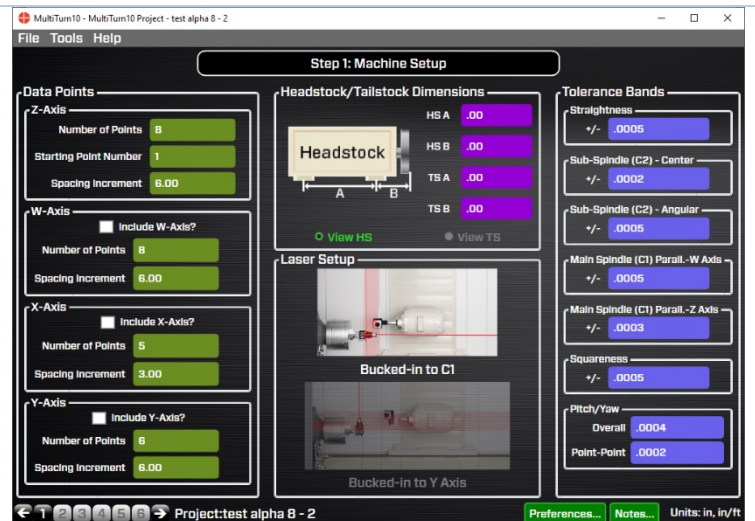 MultiTurn10 - MultiTurn10 Project - test alpha 8 - 2
File Tools Help
Step 1: Machine Setup
Data Points
Z-Axis
Number of Points 8
Starting Point Number 1
Spacing Increment 6.00
W-Axis
Include W-Axis?
Number of Points 8
Spacing Increment 6.00
X-Axis
Include X-Axis?
Number of Points 5
Spacing Increment 3.00
Y-Axis
Include Y-Axis?
Number of Points 6
Spacing Increment 6.00
Headstock/Tailstock Dimensions
Headstock
A B
HS A .00
HS B .00
TS A .00
TS B .00
View HS View TS
Laser Setup
Bucked-in to C1
Bucked-in to Y Axis
Tolerance Bands
Straightness
+/- .0005
Sub-Spindle (C2) - Center
+/- .0002
Sub-Spindle (C2) - Angular
+/- .0005
Main Spindle (C1) Parall.-W Axis
+/- .0005
Main Spindle (C1) Parall.-Z Axis
+/- .0003
Squareness
+/- .0005
Pitch/Yaw
Overall .0004
Point-Point .0002
1 2 3 4 5 6 Project:test alpha 8 - 2 Preferences... Notes... Units: in, in/ft